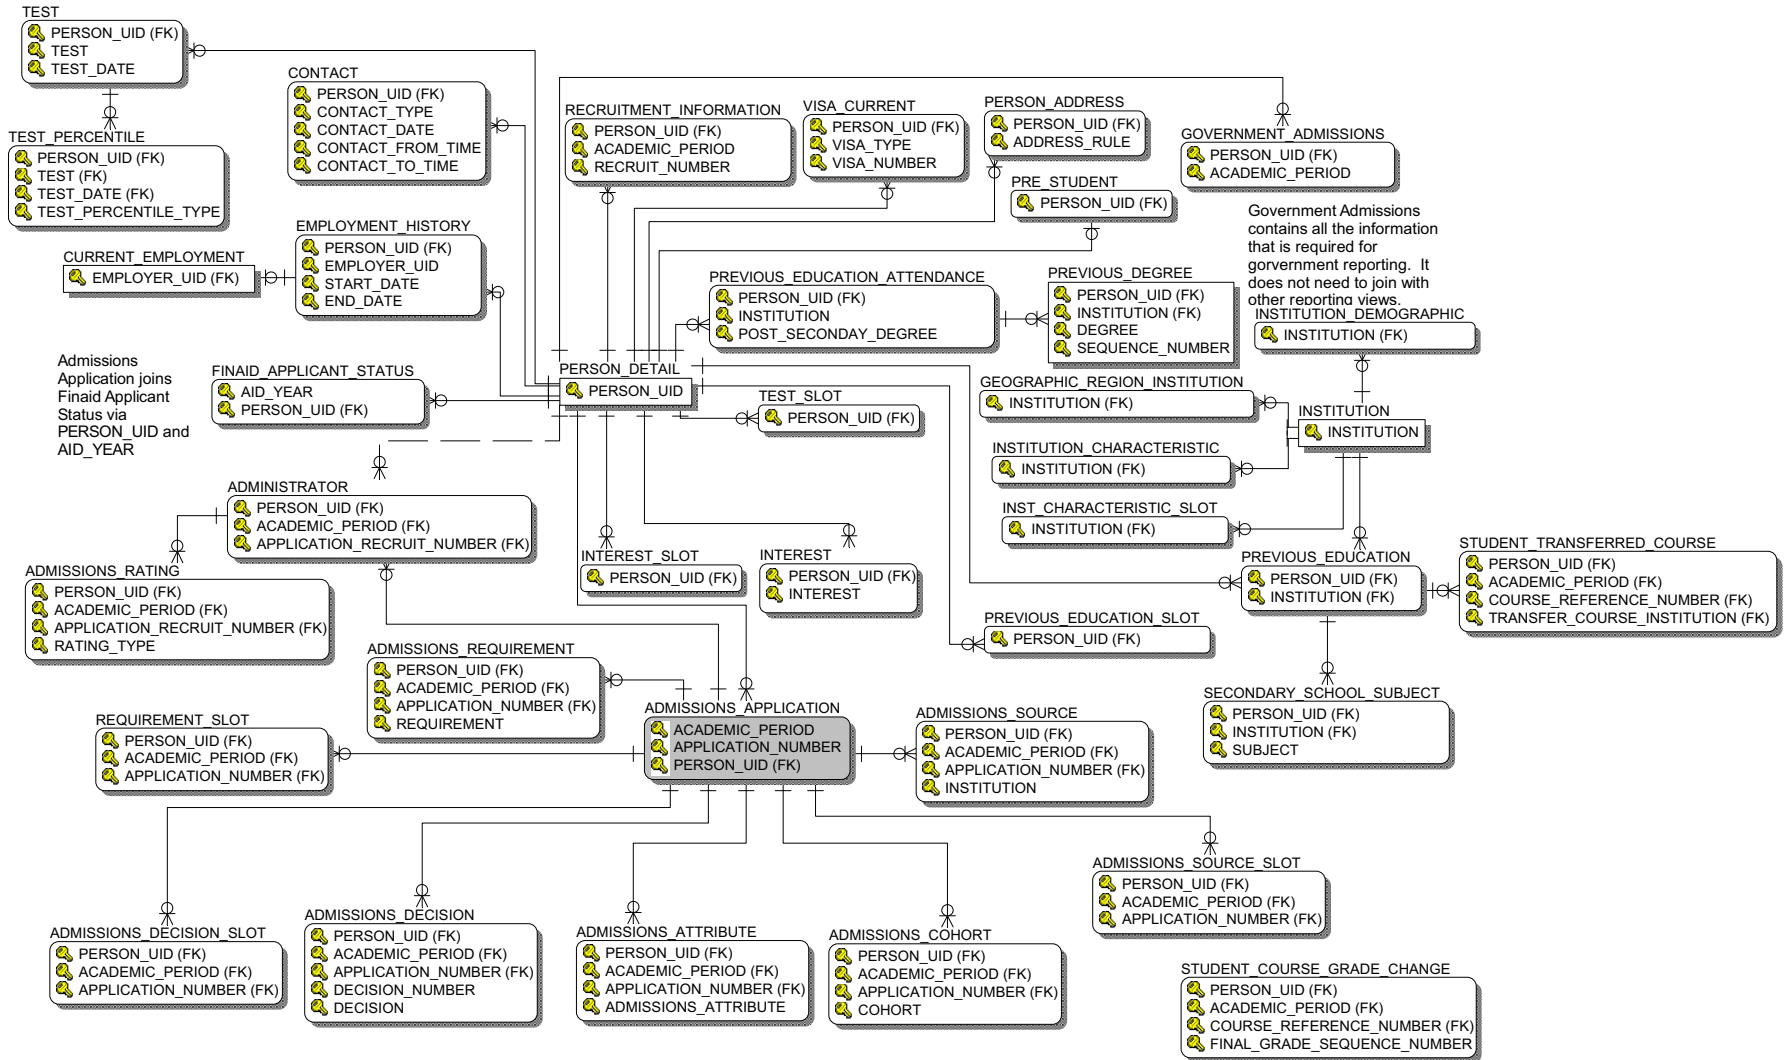 TEST
PERSON_UID (FK)
TEST
TEST_DATE
TEST_PERCENTILE
PERSON_UID (FK)
TEST (FK)
TEST_DATE (FK)
TEST_PERCENTILE_TYPE
CONTACT
PERSON_UID (FK)
CONTACT_TYPE
CONTACT_DATE
CONTACT_FROM_TIME
CONTACT_TO_TIME
RECRUITMENT_INFORMATION
PERSON_UID (FK)
ACADEMIC_PERIOD
RECRUIT_NUMBER
VISA_CURRENT
PERSON_UID (FK)
VISA_TYPE
VISA_NUMBER
PERSON_ADDRESS
PERSON_UID (FK)
ADDRESS_RULE
GOVERNMENT_ADMISSIONS
PERSON_UID (FK)
ACADEMIC_PERIOD
PRE_STUDENT
PERSON_UID (FK)
Government Admissions
contains all the information
that is required for
gorvernment reporting. It
does not need to join with
other reporting views.
CURRENT_EMPLOYMENT
EMPLOYER_UID (FK)
EMPLOYMENT_HISTORY
PERSON_UID (FK)
EMPLOYER_UID
START_DATE
END_DATE
PREVIOUS_EDUCATION_ATTENDANCE
PERSON_UID (FK)
INSTITUTION
POST_SECONDAY_DEGREE
PREVIOUS_DEGREE
PERSON_UID (FK)
INSTITUTION (FK)
DEGREE
SEQUENCE_NUMBER
INSTITUTION_DEMOGRAPHIC
INSTITUTION (FK)
Admissions
Application joins
Finaid Applicant
Status via
PERSON_UID and
AID_YEAR
FINAID_APPLICANT_STATUS
AID_YEAR
PERSON_UID (FK)
PERSON_DETAIL
PERSON_UID
TEST_SLOT
PERSON_UID (FK)
GEOGRAPHIC_REGION_INSTITUTION
INSTITUTION (FK)
INSTITUTION
INSTITUTION
INSTITUTION_CHARACTERISTIC
INSTITUTION (FK)
INST_CHARACTERISTIC_SLOT
INSTITUTION (FK)
ADMINISTRATOR
PERSON_UID (FK)
ACADEMIC_PERIOD (FK)
APPLICATION_RECRUIT_NUMBER (FK)
ADMISSIONS_RATING
PERSON_UID (FK)
ACADEMIC_PERIOD (FK)
APPLICATION_RECRUIT_NUMBER (FK)
RATING_TYPE
INTEREST_SLOT
PERSON_UID (FK)
INTEREST
PERSON_UID (FK)
INTEREST
PREVIOUS_EDUCATION
PERSON_UID (FK)
INSTITUTION (FK)
STUDENT_TRANSFERRED_COURSE
PERSON_UID (FK)
ACADEMIC_PERIOD (FK)
COURSE_REFERENCE_NUMBER (FK)
TRANSFER_COURSE_INSTITUTION (FK)
PREVIOUS_EDUCATION_SLOT
PERSON_UID (FK)
ADMISSIONS_REQUIREMENT
PERSON_UID (FK)
ACADEMIC_PERIOD (FK)
APPLICATION_NUMBER (FK)
REQUIREMENT
SECONDARY_SCHOOL_SUBJECT
PERSON_UID (FK)
INSTITUTION (FK)
SUBJECT
REQUIREMENT_SLOT
PERSON_UID (FK)
ACADEMIC_PERIOD (FK)
APPLICATION_NUMBER (FK)
ADMISSIONS_APPLICATION
ACADEMIC_PERIOD
APPLICATION_NUMBER
PERSON_UID (FK)
ADMISSIONS_SOURCE
PERSON_UID (FK)
ACADEMIC_PERIOD (FK)
APPLICATION_NUMBER (FK)
INSTITUTION
ADMISSIONS_SOURCE_SLOT
PERSON_UID (FK)
ACADEMIC_PERIOD (FK)
APPLICATION_NUMBER (FK)
ADMISSIONS_DECISION_SLOT
PERSON_UID (FK)
ACADEMIC_PERIOD (FK)
APPLICATION_NUMBER (FK)
ADMISSIONS_DECISION
PERSON_UID (FK)
ACADEMIC_PERIOD (FK)
APPLICATION_NUMBER (FK)
DECISION_NUMBER
DECISION
ADMISSIONS_ATTRIBUTE
PERSON_UID (FK)
ACADEMIC_PERIOD (FK)
APPLICATION_NUMBER (FK)
ADMISSIONS_ATTRIBUTE
ADMISSIONS_COHORT
PERSON_UID (FK)
ACADEMIC_PERIOD (FK)
APPLICATION_NUMBER (FK)
COHORT
STUDENT_COURSE_GRADE_CHANGE
PERSON_UID (FK)
ACADEMIC_PERIOD (FK)
COURSE_REFERENCE_NUMBER (FK)
FINAL_GRADE_SEQUENCE_NUMBER